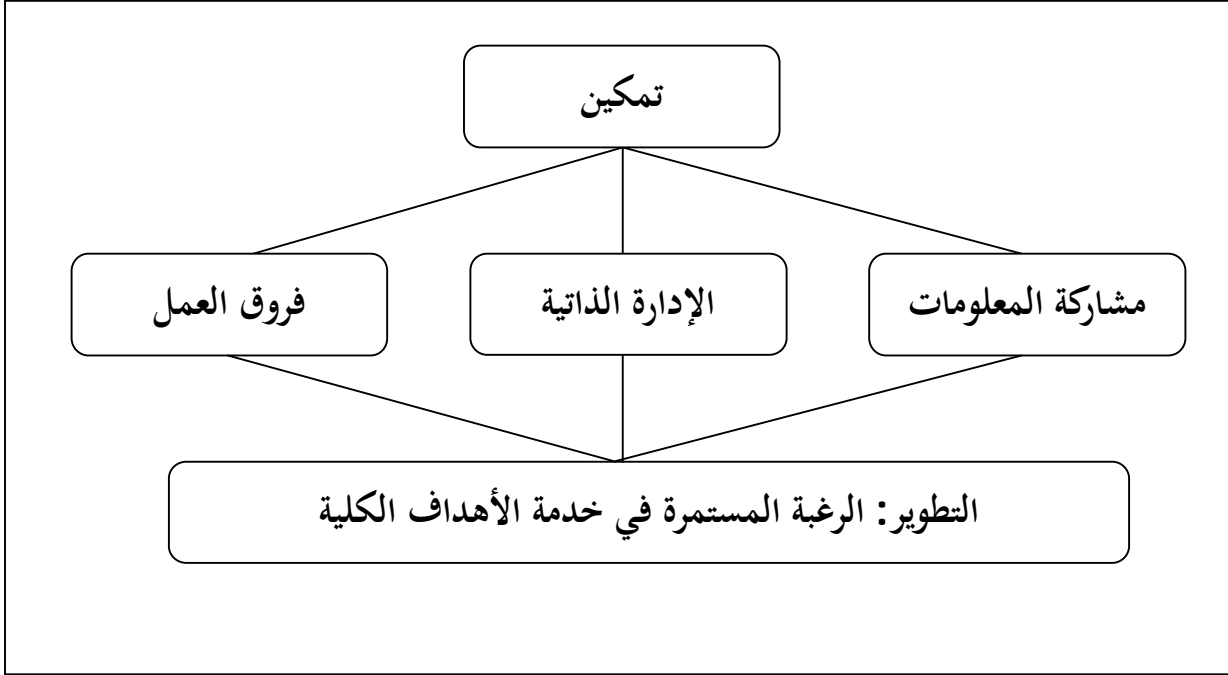 تمكين
مشاركة المعلومات
الإدارة الذاتية
فروق العمل
التطوير: الرغبة المستمرة في خدمة الأهداف الكلية